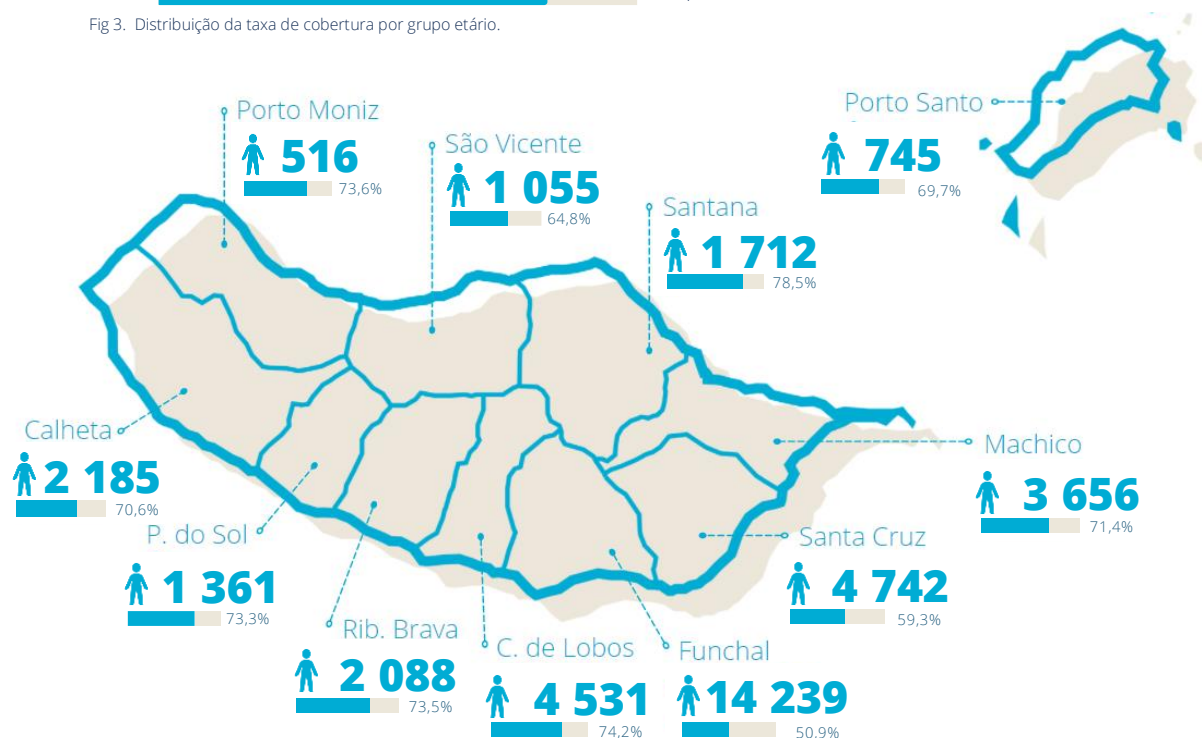 Fig 3. Distribuição da taxa de cobertura por grupo etário.
Porto Moniz
516
73,6%
São Vicente
1 055
64,8%
Porto Santo
745
69,7%
Santana
1 712
78,5%
Calheta
2 185
70,6%
Machico
3 656
71,4%
P. do Sol
1 361
73,3%
Santa Cruz
4 742
59,3%
Rib. Brava
2 088
73,5%
C. de Lobos
4 531
74,2%
Funchal
14 239
50,9%